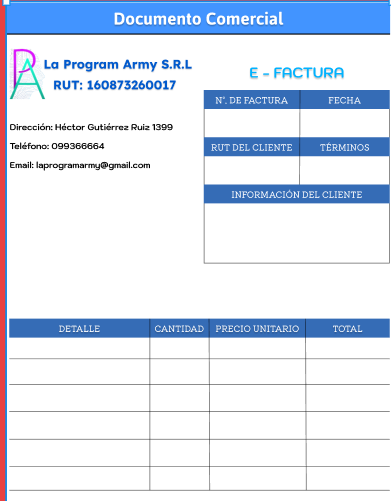 Documento Comercial
PA
La Program Army S.R.L
RUT: 160873260017
E - FACTURA
N°. DE FACTURA FECHA
Dirección: Héctor Gutiérrez Ruiz 1399
Teléfono: 099366664
RUT DEL CLIENTE TÉRMINOS
Email: laprogramarmy@gmail.com
INFORMACIÓN DEL CLIENTE
DETALLE CANTIDAD PRECIO UNITARIO TOTAL